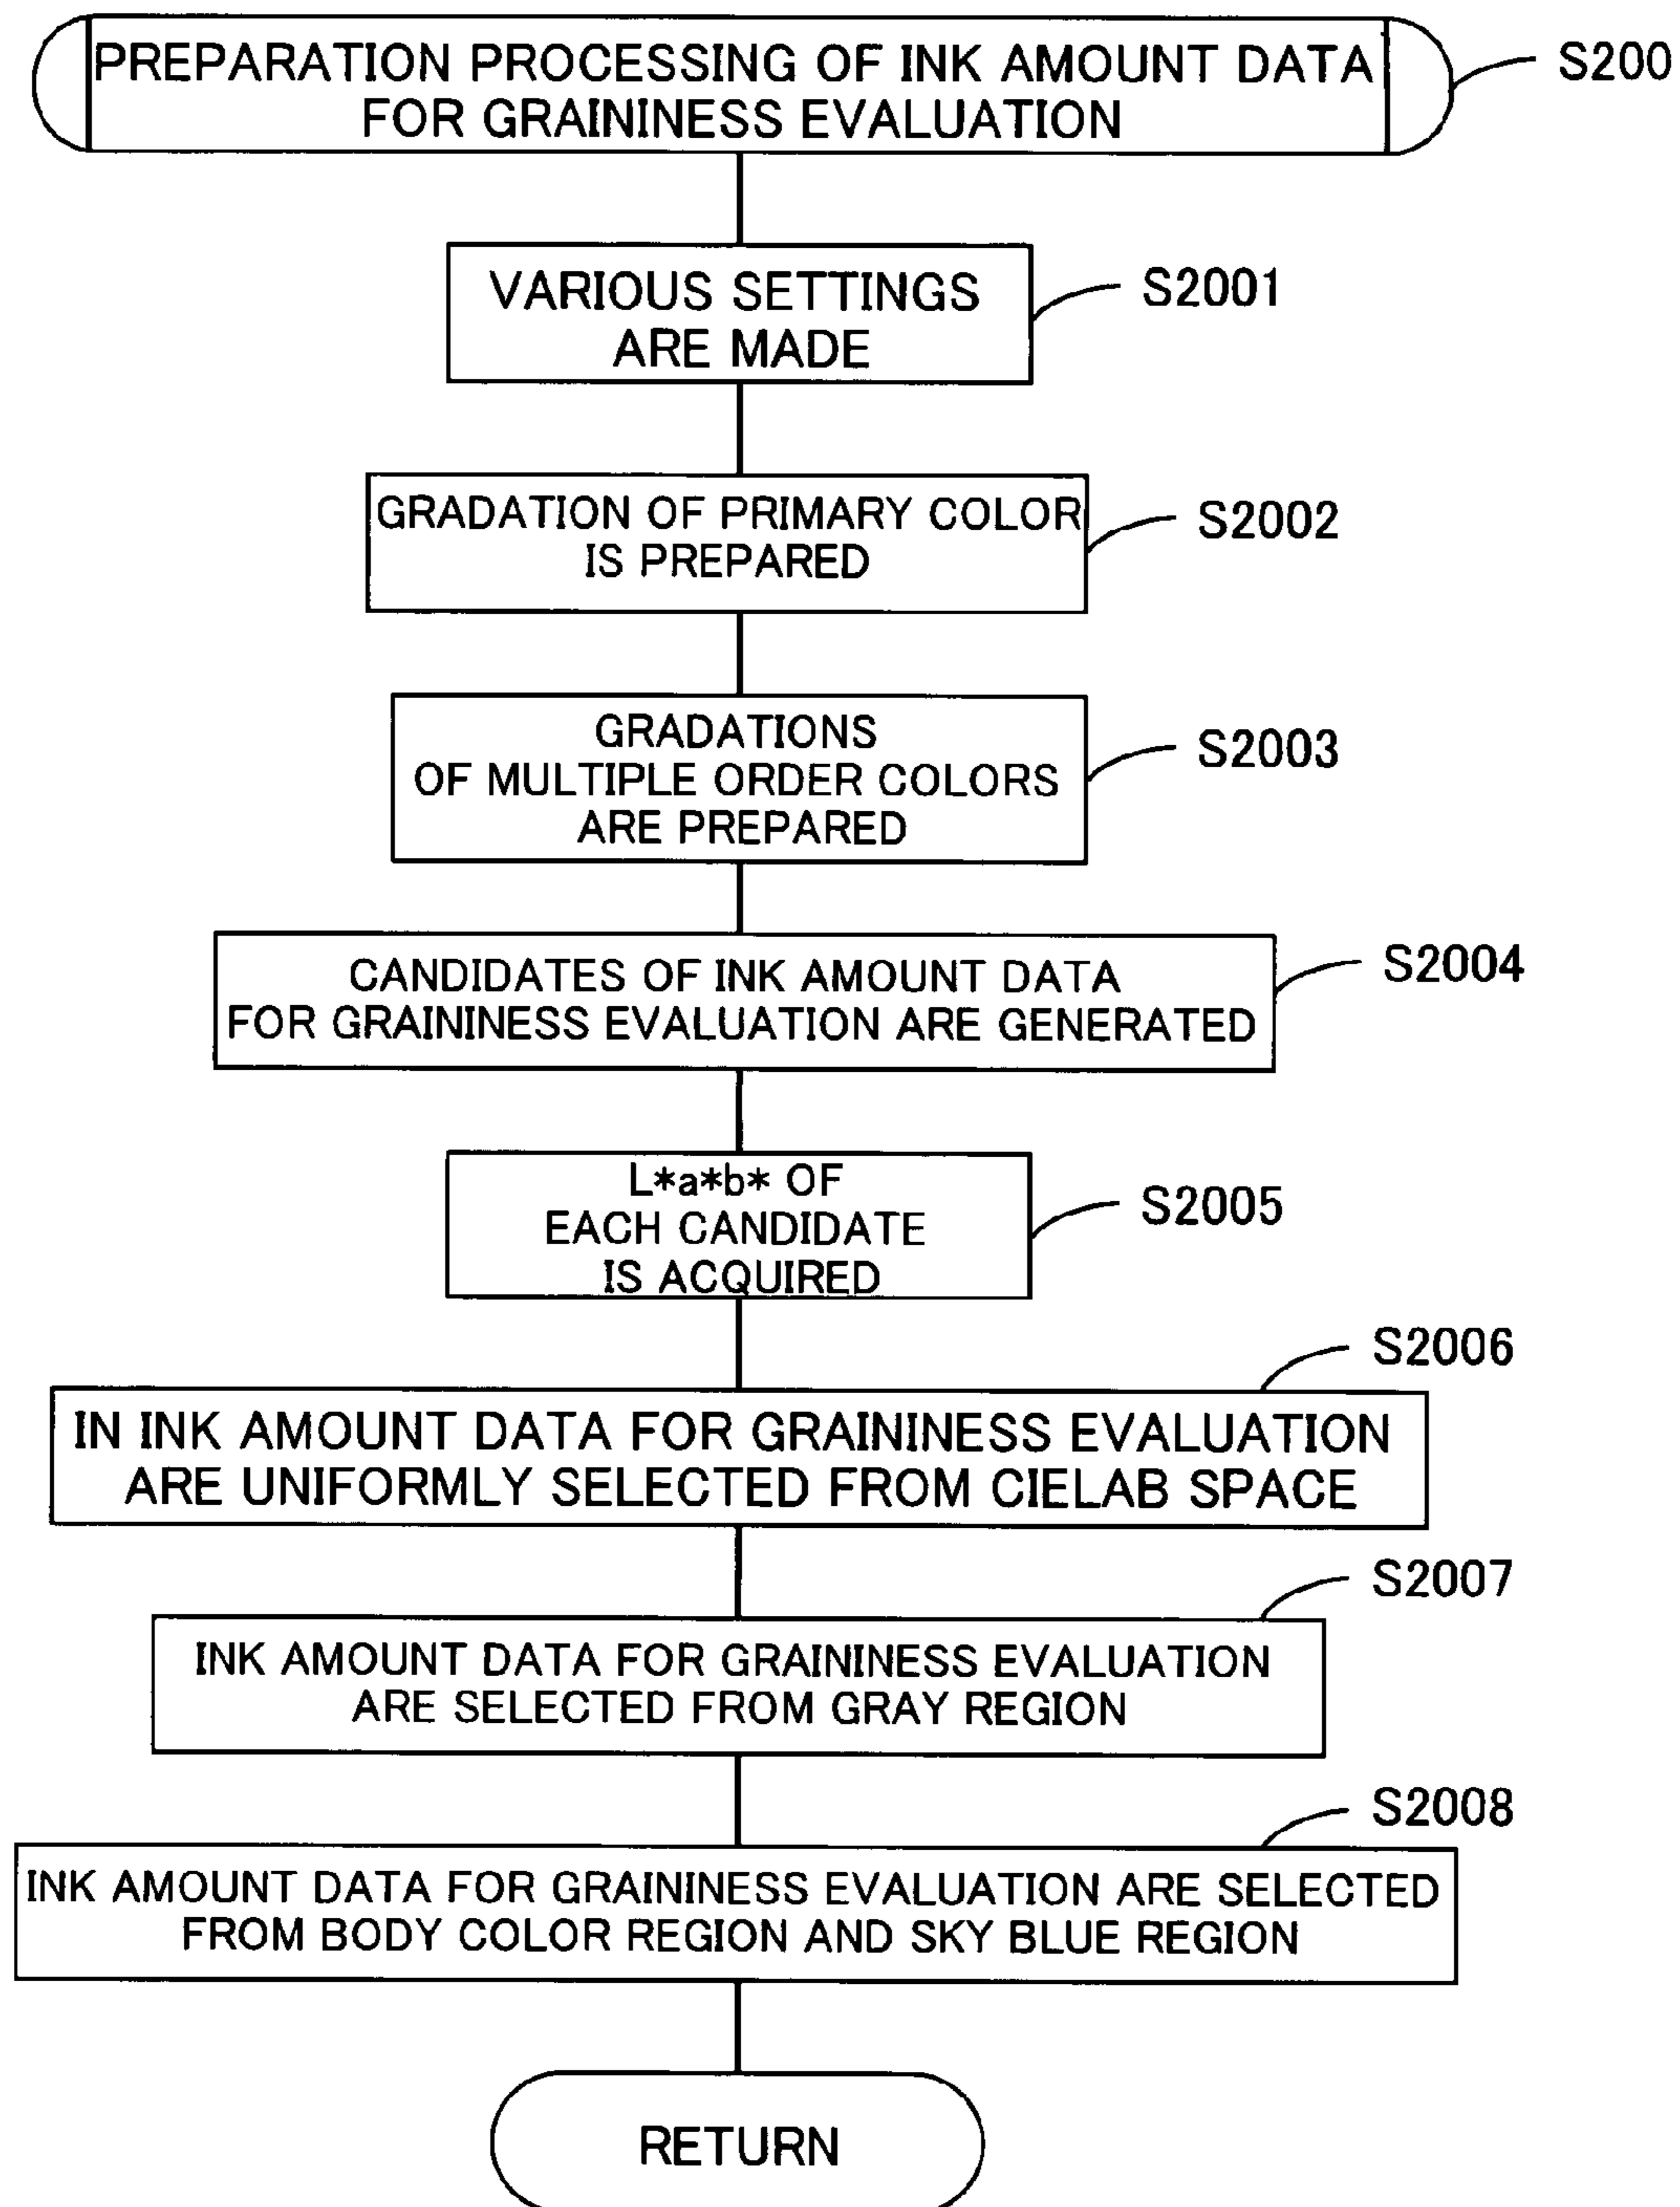 PREPARATION PROCESSING OF INK AMOUNT DATA
FOR GRAININESS EVALUATION
S200
VARIOUS SETTINGS
ARE MADE
S2001
GRADATION OF PRIMARY COLOR
IS PREPARED
S2002
GRADATIONS
OF MULTIPLE ORDER COLORS
ARE PREPARED
S2003
CANDIDATES OF INK AMOUNT DATA
FOR GRAININESS EVALUATION ARE GENERATED
S2004
L*a*b* OF
EACH CANDIDATE
IS ACQUIRED
S2005
S2006
IN INK AMOUNT DATA FOR GRAININESS EVALUATION
ARE UNIFORMLY SELECTED FROM CIELAB SPACE
S2007
INK AMOUNT DATA FOR GRAININESS EVALUATION
ARE SELECTED FROM GRAY REGION
S2008
INK AMOUNT DATA FOR GRAININESS EVALUATION ARE SELECTED
FROM BODY COLOR REGION AND SKY BLUE REGION
RETURN